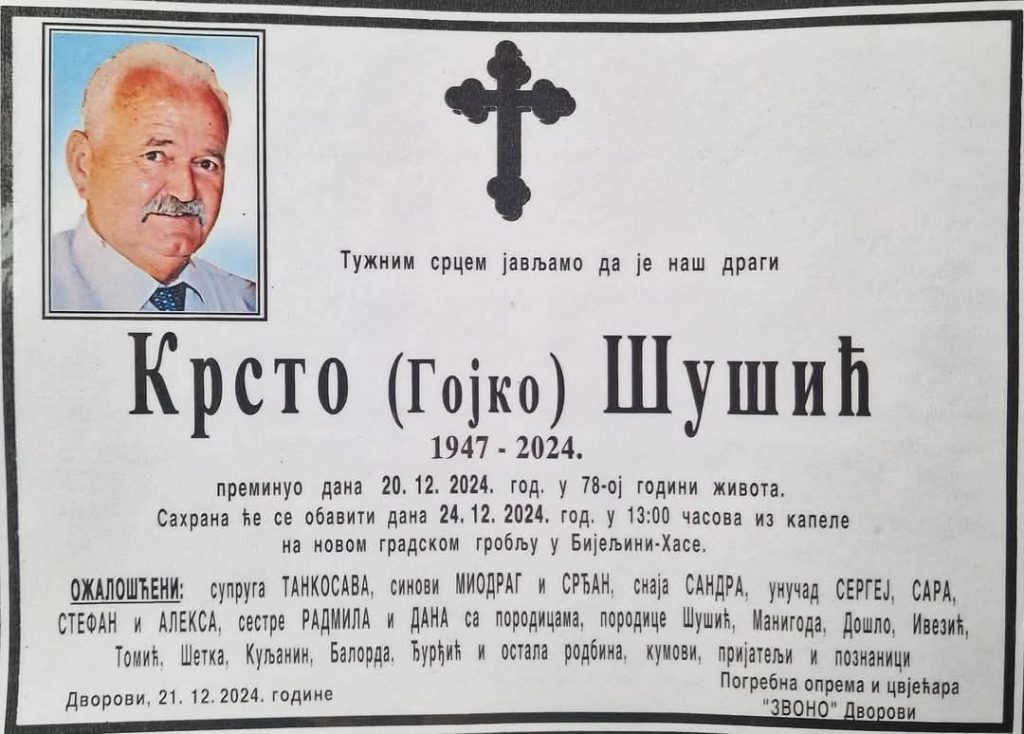 Тужним срцем јављамо да је наш драги
Крсто (Гојко) Шушић
1947 - 2024.
преминуо дана 20. 12. 2024. год. у 78-ој години живота.
Сахрана ће се обавити дана 24. 12. 2024. год. у 13:00 часова из капеле
на новом градском гробљу у Бијељини-Хасе.
ОЖАЛОШЋЕНИ: супруга ТАНКОСАВА, синови МИОДРАГ и СРЂАН, снаја САНДРА, унучад СЕРГЕЈ, САРА,
СТЕФАН и АЛЕКСА, сестре РАДМИЛА и ДАНА са породицама, породице Шушић, Манигода, Дошло, Ивезић,
Томић, Шетка, Куљанин, Балорда, Ђурђић и остала родбина, кумови, пријатељи и познаници
Дворови, 21. 12. 2024. године
Погребна опрема и цвјећара
"ЗВОНО" Дворови